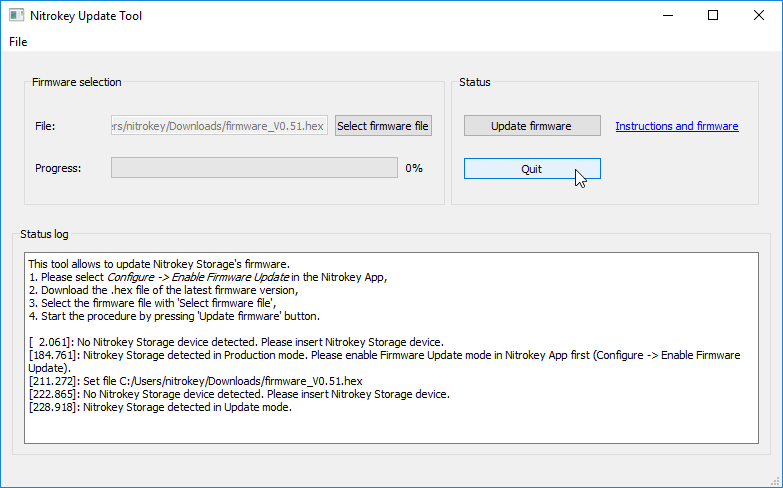 Nitrokey Update Tool
File
Firmware selection
File:
ers/nitrokey/Downloads/firmware_V0.51.hex
Select firmware file
Progress:
0%
Status
Update firmware
Instructions and firmware
Quit
Status log
This tool allows to update Nitrokey Storage's firmware.
1. Please select Configure -> Enable Firmware Update in the Nitrokey App,
2. Download the .hex file of the latest firmware version,
3. Select the firmware file with 'Select firmware file',
4. Start the procedure by pressing 'Update firmware' button.
[  2.061]: No Nitrokey Storage device detected. Please insert Nitrokey Storage device.
[184.761]: Nitrokey Storage detected in Production mode. Please enable Firmware Update mode in Nitrokey App first (Configure -> Enable Firmware
Update).
[211.272]: Set file C:/Users/nitrokey/Downloads/firmware_V0.51.hex
[222.865]: No Nitrokey Storage device detected. Please insert Nitrokey Storage device.
[228.918]: Nitrokey Storage detected in Update mode.